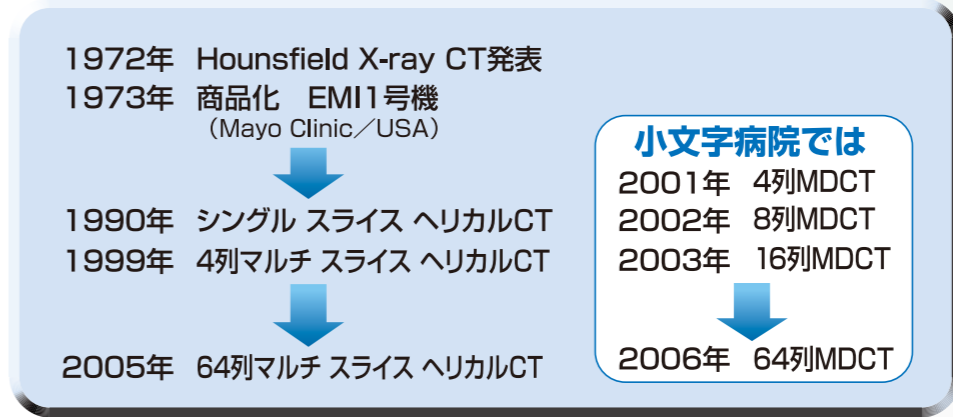 1972年 Hounsfield X-ray CT発表
1973年 商品化　EMI1号機
（Mayo Clinic／USA）
1990年 シングル スライス ヘリカルCT
1999年 4列マルチ スライス ヘリカルCT
2005年 64列マルチ スライス ヘリカルCT
小文字病院では
2001年 4列MDCT
2002年 8列MDCT
2003年 16列MDCT
2006年 64列MDCT